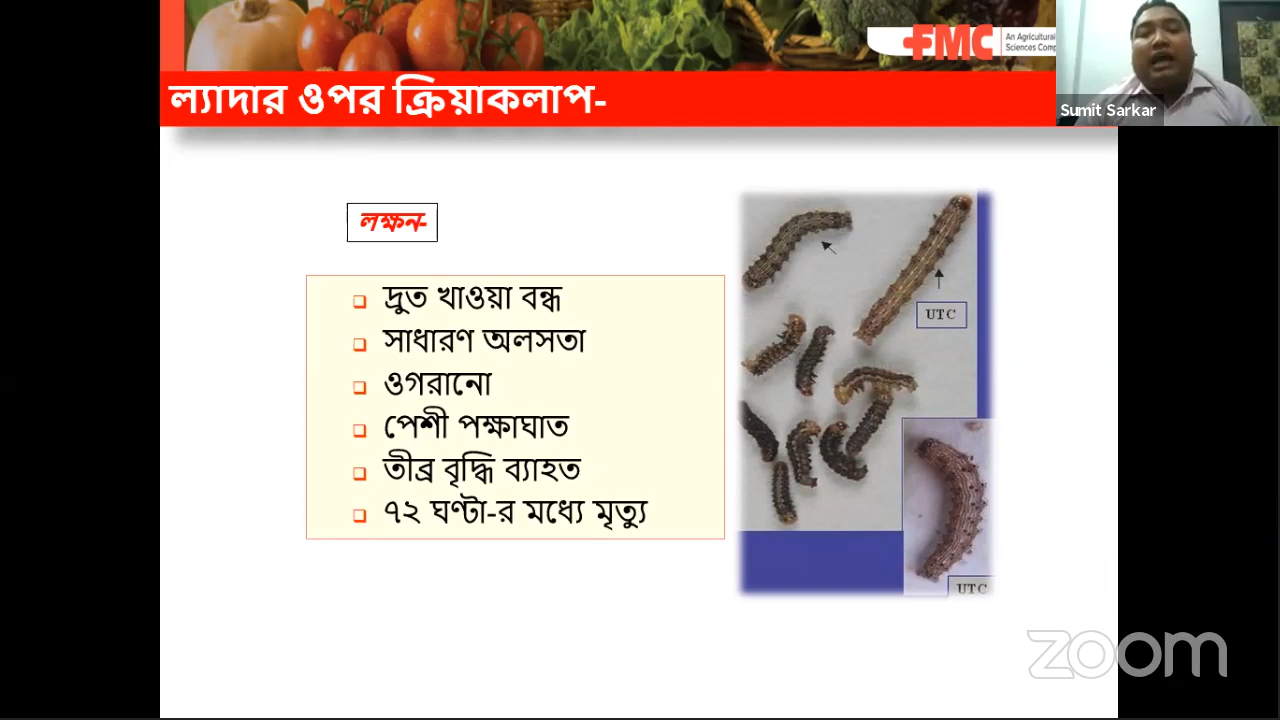 FMC
An Agricultural
Sciences Comp
Sumit Sarkar
ল্যাদার ওপর ক্রিয়াকলাপ-
লক্ষন-
দ্রুত খাওয়া বন্ধ
সাধারণ অলসতা
ওগরানো
পেশী পক্ষাঘাত
তীব্র বৃদ্ধি ব্যাহত
৭২ ঘণ্টা-র মধ্যে মৃত্যু
UTC
UTC
zoom